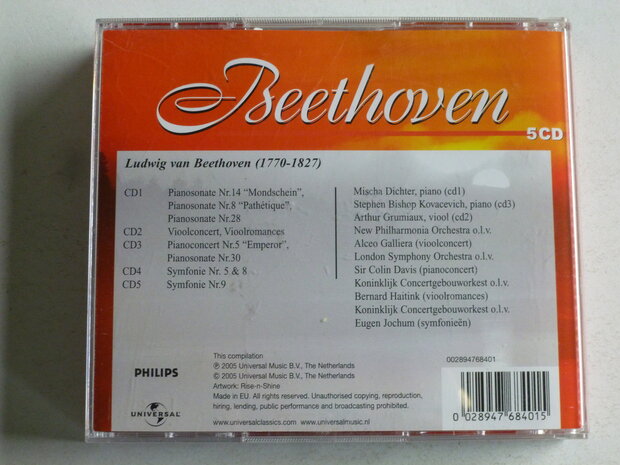 Beethoven
5CD
Ludwig van Beethoven (1770-1827)
CD1 Pianosonate Nr.14 “Mondschein”,
Pianosonate Nr.8 “Pathétique”,
Pianosonate Nr.28
CD2 Vioolconcert, Vioolromances
CD3 Pianoconcert Nr.5 “Emperor”,
Pianosonate Nr.30
CD4 Symfonie Nr. 5 & 8
CD5 Symfonie Nr.9
Mischa Dichter, piano (cd1)
Stephen Bishop Kovacevich, piano (cd3)
Arthur Grumiaux, viool (cd2)
New Philharmonia Orchestra o.l.v.
Alceo Galliera (vioolconcert)
London Symphony Orchestra o.l.v.
Sir Colin Davis (pianoconcert)
Koninklijk Concertgebouworkest o.l.v.
Bernard Haitink (vioolromances)
Koninklijk Concertgebouworkest o.l.v.
Eugen Jochum (symfonieën)
PHILIPS
UNIVERSAL
This compilation
℗ 2005 Universal Music B.V., The Netherlands
© 2005 Universal Music B.V., The Netherlands
Artwork: Rise-n-Shine
Made in EU. All rights reserved. Unauthorised copying, reproduction,
hiring, lending, public performance and broadcasting prohibited.
www.universalclassics.com www.universalmusic.nl
002894768401
0 028947 684015